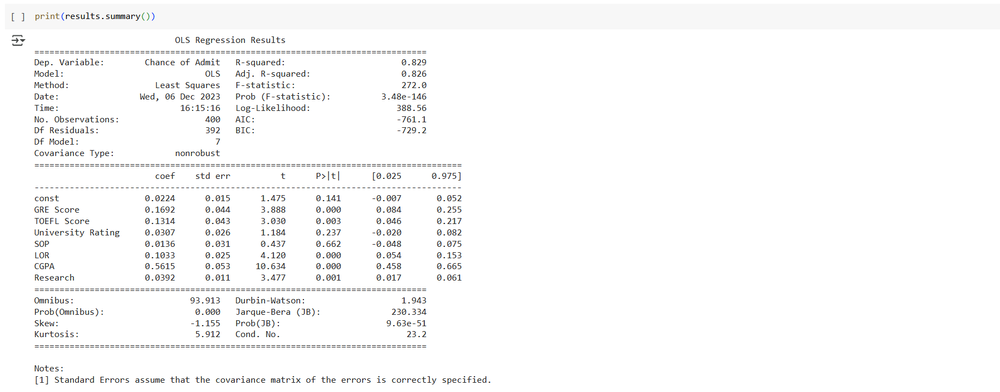 [ ] print(results.summary())
OLS Regression Results
==============================================================================
Dep. Variable: Chance of Admit R-squared: 0.829
Model: OLS Adj. R-squared: 0.826
Method: Least Squares F-statistic: 272.0
Date: Wed, 06 Dec 2023 Prob (F-statistic): 3.48e-146
Time: 16:15:16 Log-Likelihood: 388.56
No. Observations: 400 AIC: -761.1
Df Residuals: 392 BIC: -729.2
Df Model: 7
Covariance Type: nonrobust
=====================================================================================
coef std err t P>|t| [0.025 0.975]
-------------------------------------------------------------------------------------
const 0.0224 0.015 1.475 0.141 -0.007 0.052
GRE Score 0.1692 0.044 3.888 0.000 0.084 0.255
TOEFL Score 0.1314 0.043 3.030 0.003 0.046 0.217
University Rating 0.0307 0.026 1.184 0.237 -0.020 0.082
SOP 0.0136 0.031 0.437 0.662 -0.048 0.075
LOR 0.1033 0.025 4.120 0.000 0.054 0.153
CGPA 0.5615 0.053 10.634 0.000 0.458 0.665
Research 0.0392 0.011 3.477 0.001 0.017 0.061
==============================================================================
Omnibus: 93.913 Durbin-Watson: 1.943
Prob(Omnibus): 0.000 Jarque-Bera (JB): 230.334
Skew: -1.155 Prob(JB): 9.63e-51
Kurtosis: 5.912 Cond. No. 23.2
==============================================================================
Notes:
[1] Standard Errors assume that the covariance matrix of the errors is correctly specified.